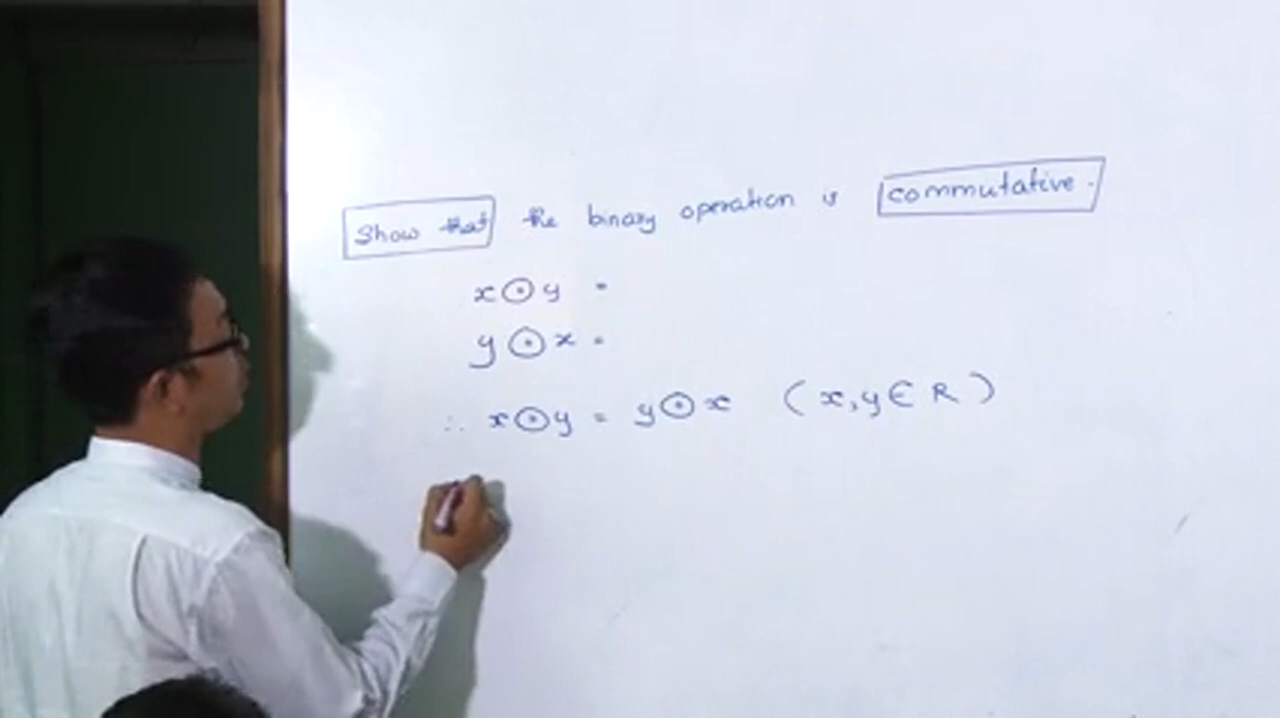 Show that the binary operation is commutative.
x⊙y =
y⊙x =
∴ x⊙y = y⊙x (x,y∈R)